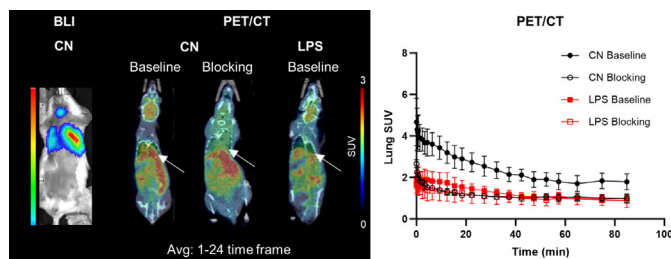 BLI
PET/CT
CN
CN
LPS
Baseline
Blocking
Baseline
3
SUV
0
Avg: 1-24 time frame
PET/CT
CN Baseline
CN Blocking
LPS Baseline
LPS Blocking
Lung SUV
8
6
4
2
0
0
20
40
60
80
100
Time (min)